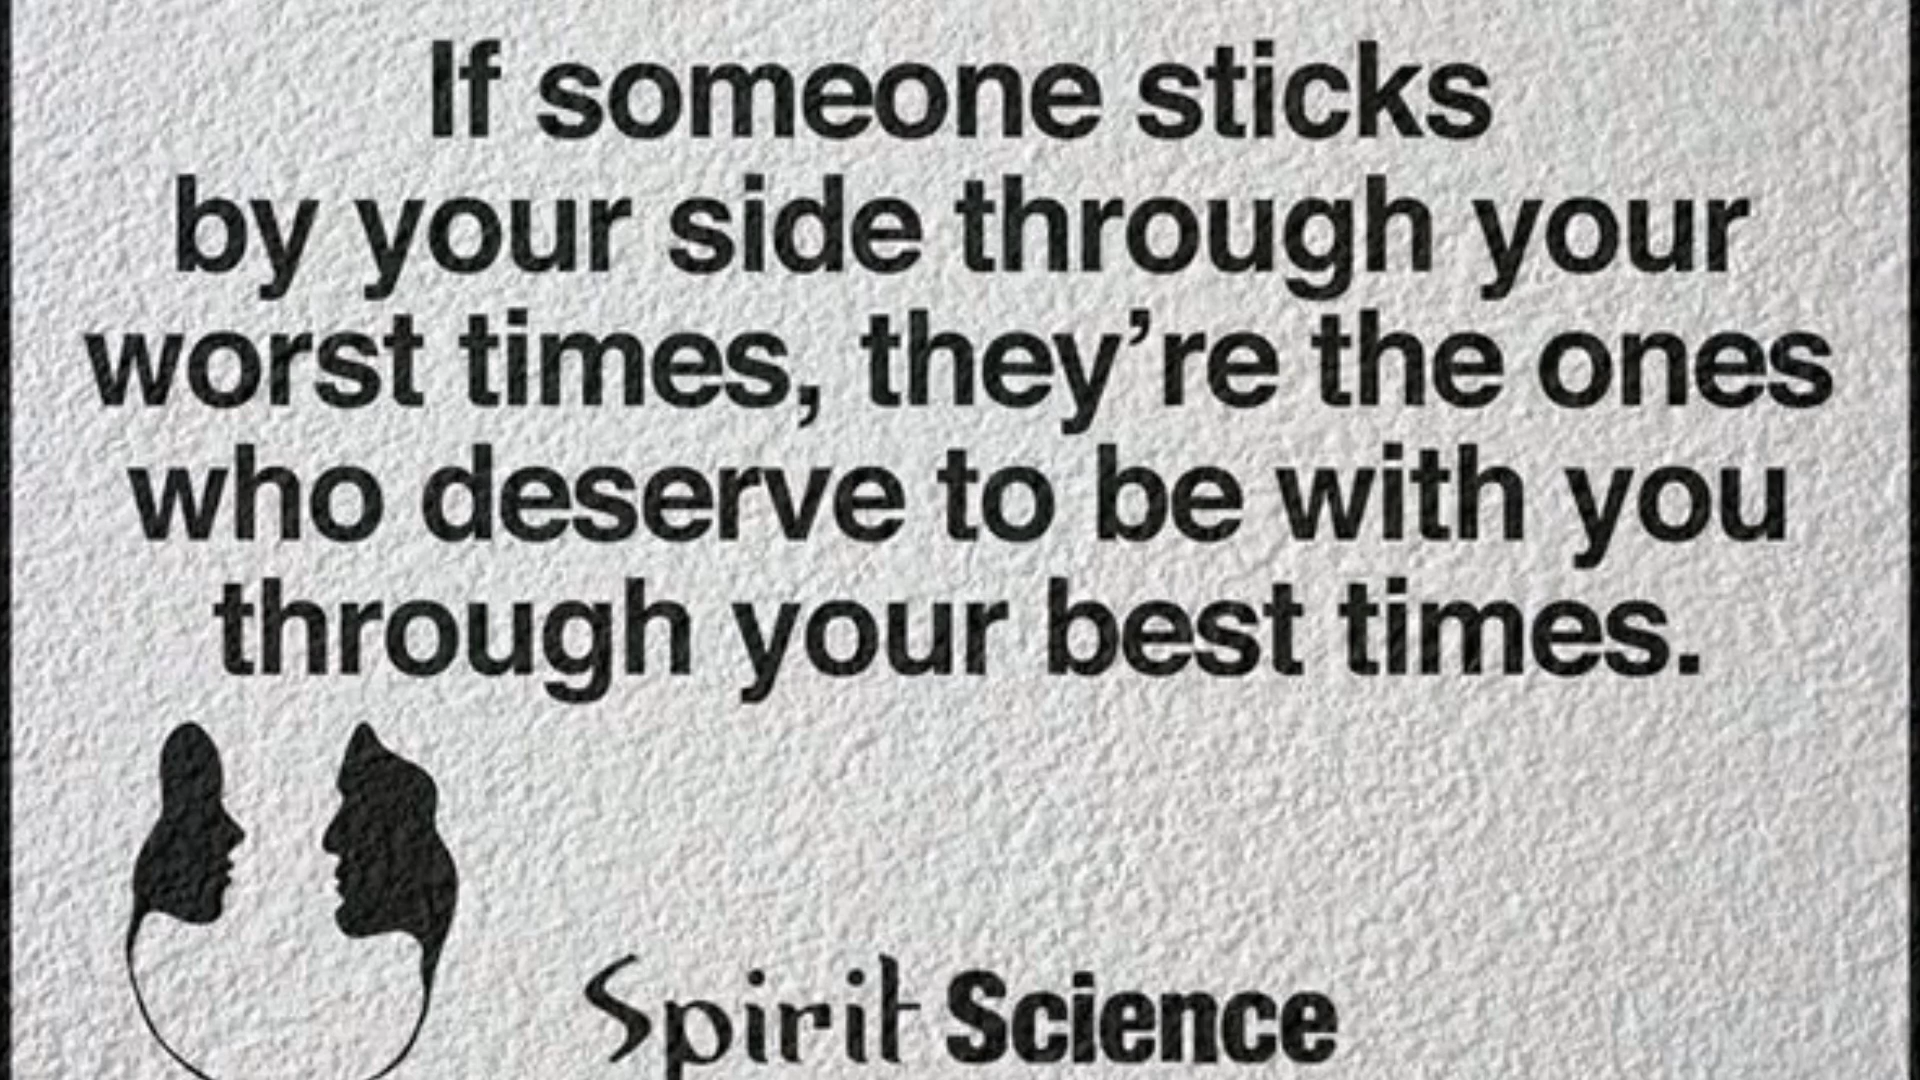 If someone sticks
by your side through your
worst times, they’re the ones
who deserve to be with you
through your best times.
Spirit Science